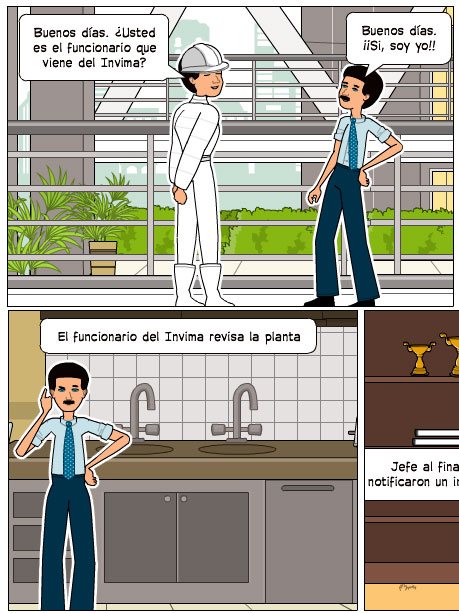 Buenos días. ¿Usted
es el funcionario que
viene del Invima?
Buenos días.
¡¡Si, soy yo!!
El funcionario del Invima revisa la planta
Jefe al fina
notificaron un i